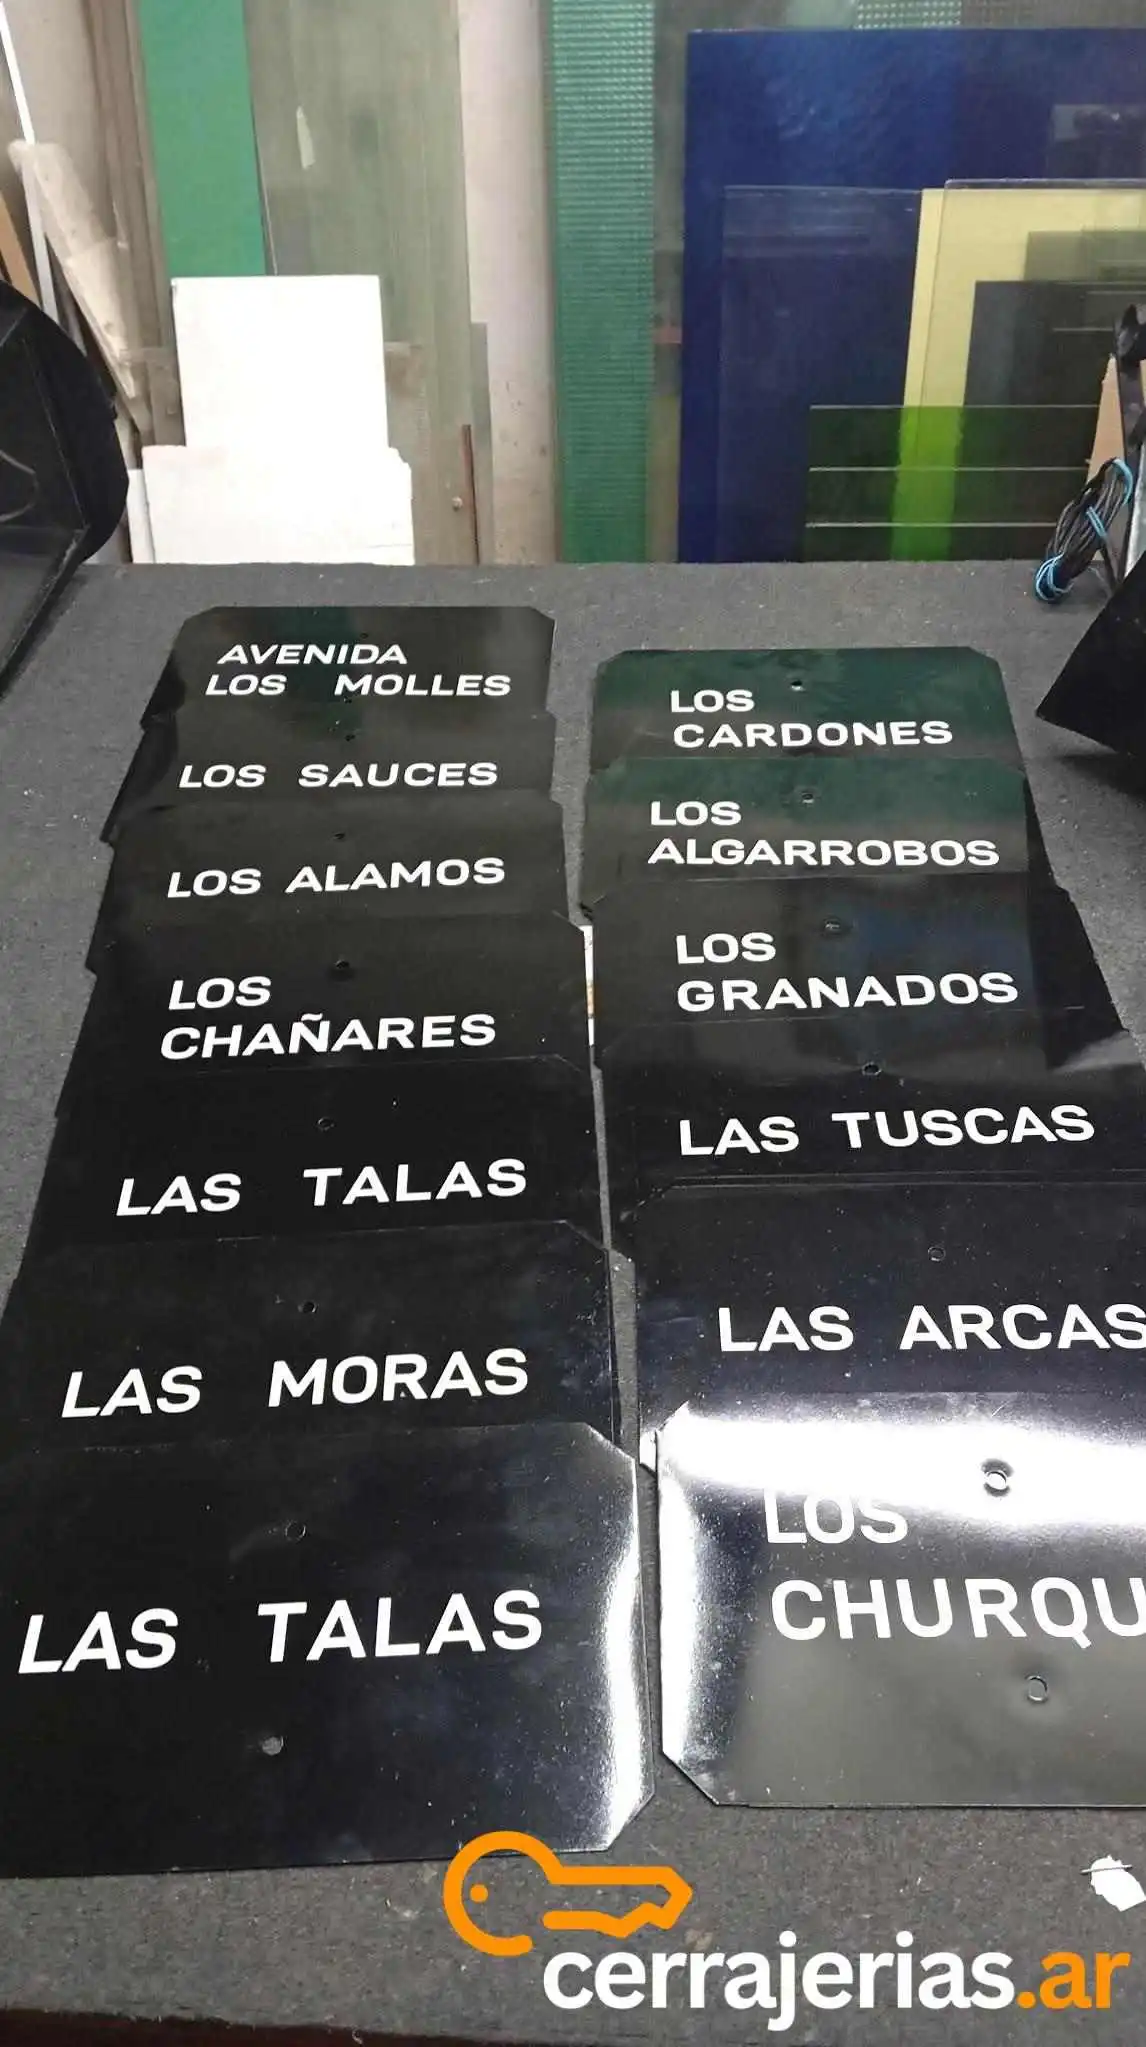 AVENIDA
LOS MOLLES
LOS SAUCES
LOS ALAMOS
LOS
CHAÑARES
LAS TALAS
LAS MORAS
LAS TALAS
LOS
CARDONES
LOS
ALGARROBOS
LOS
GRANADOS
LAS TUSCAS
LAS ARCAS
LOS
CHURQU
cerrajerias.ar